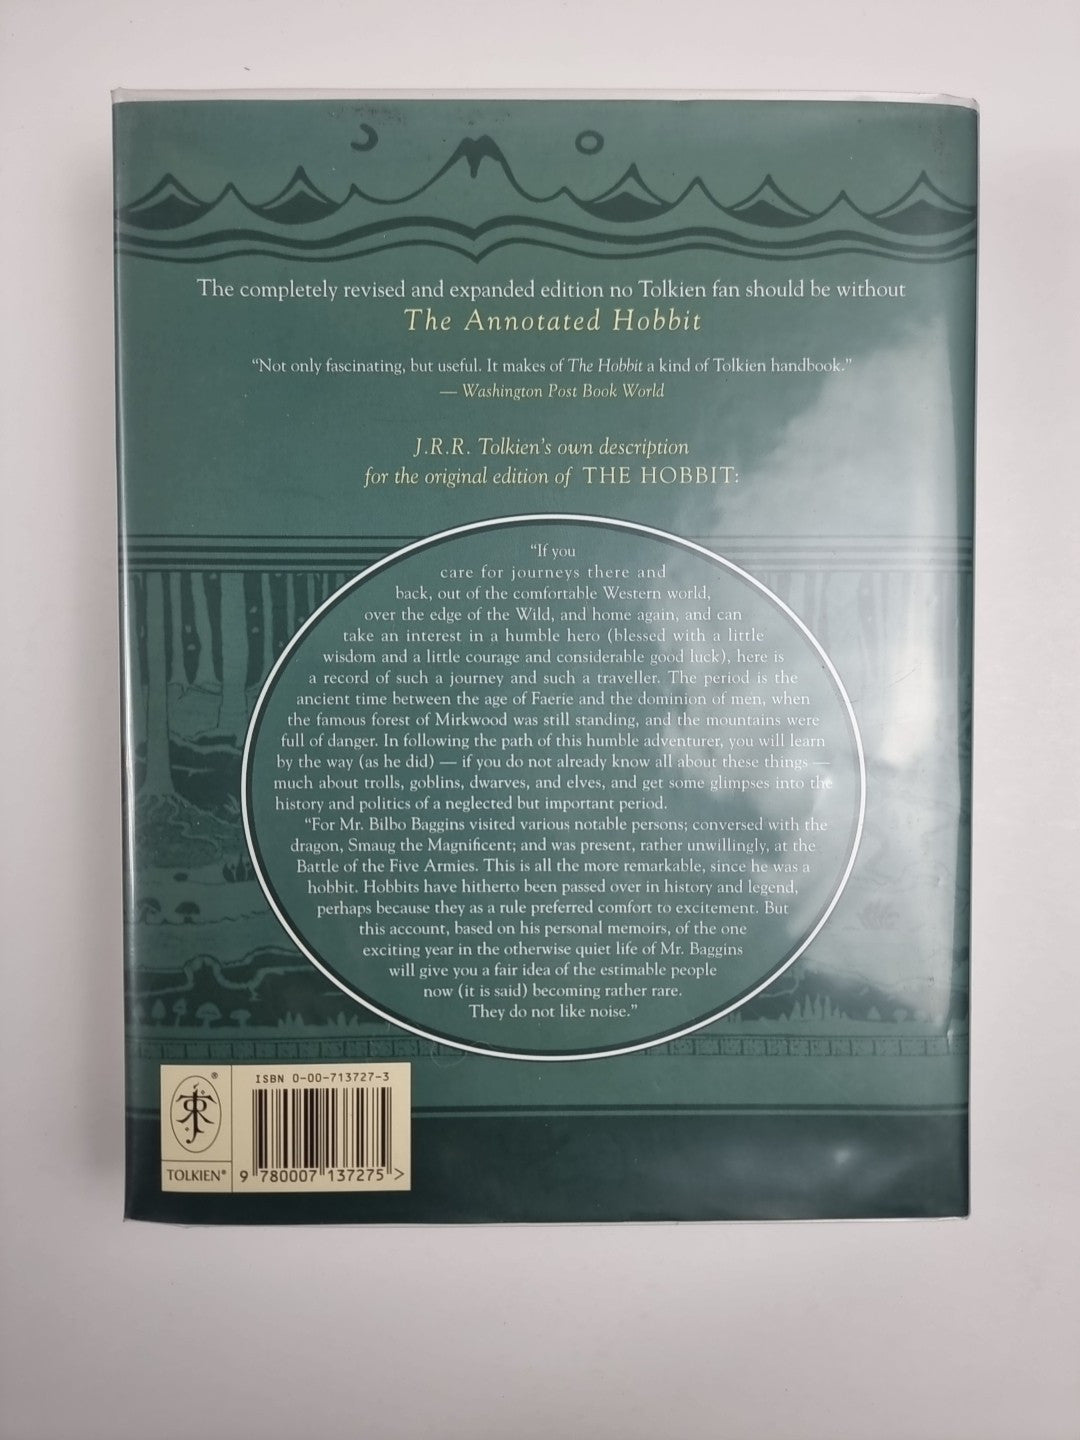 The completely revised and expanded edition no Tolkien fan should be without
The Annotated Hobbit
“Not only fascinating, but useful. It makes of The Hobbit a kind of Tolkien handbook.”
— Washington Post Book World
J.R.R. Tolkien’s own description
for the original edition of THE HOBBIT:
“If you
care for journeys there and
back, out of the comfortable Western world,
over the edge of the Wild, and home again, and can
take an interest in a humble hero (blessed with a little
wisdom and a little courage and considerable good luck), here is
a record of such a journey and such a traveller. The period is the
ancient time between the age of Faerie and the dominion of men, when
the famous forest of Mirkwood was still standing, and the mountains were
full of danger. In following the path of this humble adventurer, you will learn
by the way (as he did) — if you do not already know all about these things —
much about trolls, goblins, dwarves, and elves, and get some glimpses into the
history and politics of a neglected but important period.
“For Mr. Bilbo Baggins visited various notable persons; conversed with the
dragon, Smaug the Magnificent; and was present, rather unwillingly, at the
Battle of the Five Armies. This is all the more remarkable, since he was a
hobbit. Hobbits have hitherto been passed over in history and legend,
perhaps because they as a rule preferred comfort to excitement. But
this account, based on his personal memoirs, of the one
exciting year in the otherwise quiet life of Mr. Baggins
will give you a fair idea of the estimable people
now (it is said) becoming rather rare.
They do not like noise.”
ISBN 0-00-713727-3
TOLKIEN®
9 780007 137275 >